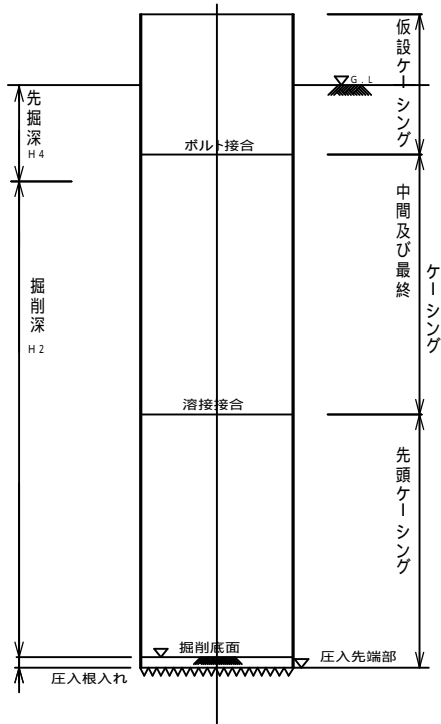 仮設ケーシング
G.L
先掘深
H4
ボルト接合
中間及び最終
ケーシング
掘削深
H2
溶接接合
先頭ケーシング
掘削底面
圧入先端部
圧入根入れ